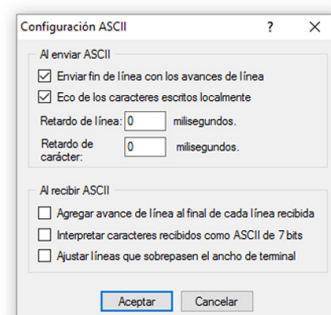 Configuración ASCII ? ×
Al enviar ASCII
Enviar fin de línea con los avances de línea
Eco de los caracteres escritos localmente
Retardo de línea: 0 milisegundos.
Retardo de
carácter: 0 milisegundos.
Al recibir ASCII
Agregar avance de línea al final de cada línea recibida
Interpretar caracteres recibidos como ASCII de 7 bits
Ajustar líneas que sobrepasen el ancho de terminal
Aceptar Cancelar